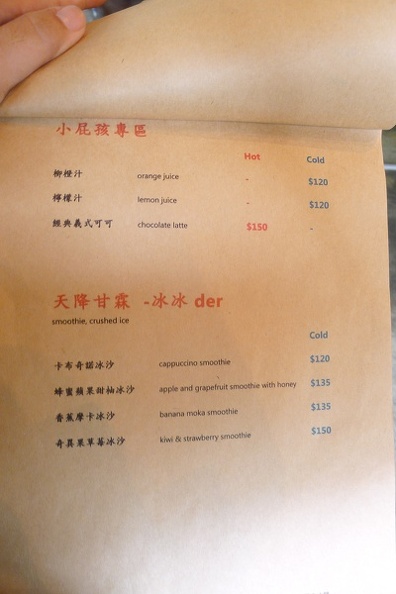 小屁孩專區
Hot Cold
柳橙汁 orange juice - $120
檸檬汁 lemon juice - $120
經典義式可可 chocolate latte $150 -
天降甘霖 -冰冰 der
smoothie, crushed ice
Cold
卡布奇諾冰沙 cappuccino smoothie $120
蜂蜜蘋果甜柚冰沙 apple and grapefruit smoothie with honey $135
香蕉摩卡冰沙 banana moka smoothie $135
奇異果草莓冰沙 kiwi & strawberry smoothie $150